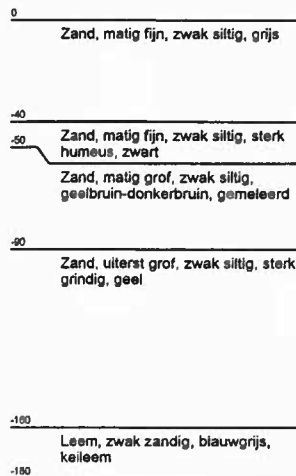 0
Zand, matig fijn, zwak siltig, grijs
-40
Zand, matig fijn, zwak siltig, sterk
humeus, zwart
-50
Zand, matig grof, zwak siltig,
geelbruin-donkerbruin, gemeleerd
-90
Zand, uiterst grof, zwak siltig, sterk
grindig, geel
-160
Leem, zwak zandig, blauwgrijs,
keileem
-180